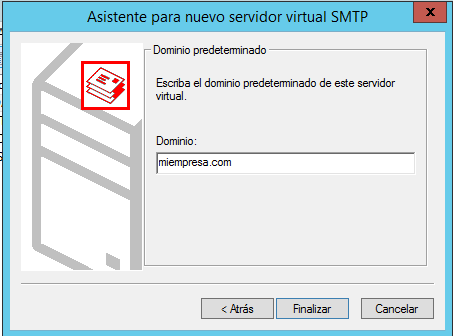 Asistente para nuevo servidor virtual SMTP
x
Dominio predeterminado
Escriba el dominio predeterminado de este servidor
virtual.
Dominio:
miempresa.com
< Atrás Finalizar Cancelar